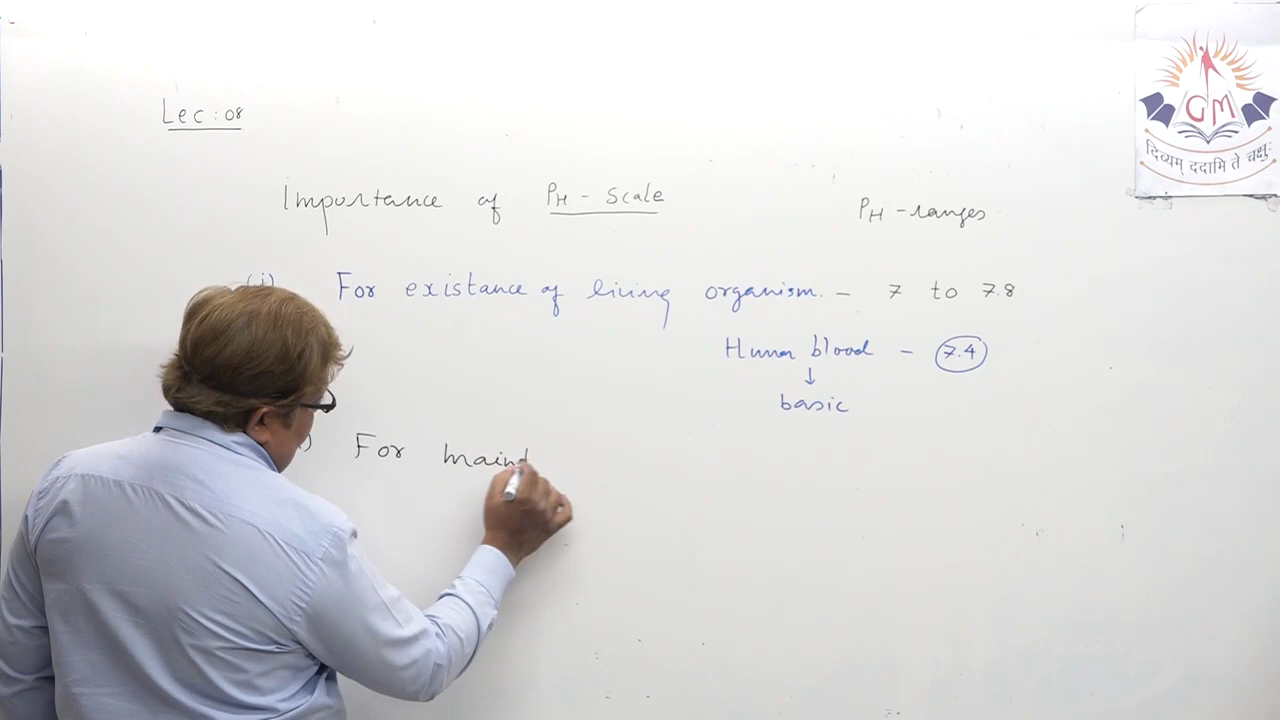 Lec : 08
Importance of PH - Scale
PH - ranges
(i) For existance of living organism. - 7 to 7.8
Human blood - 7.4
↓
basic
) For maint
GM
दिव्यम् ददामि ते चक्षुः